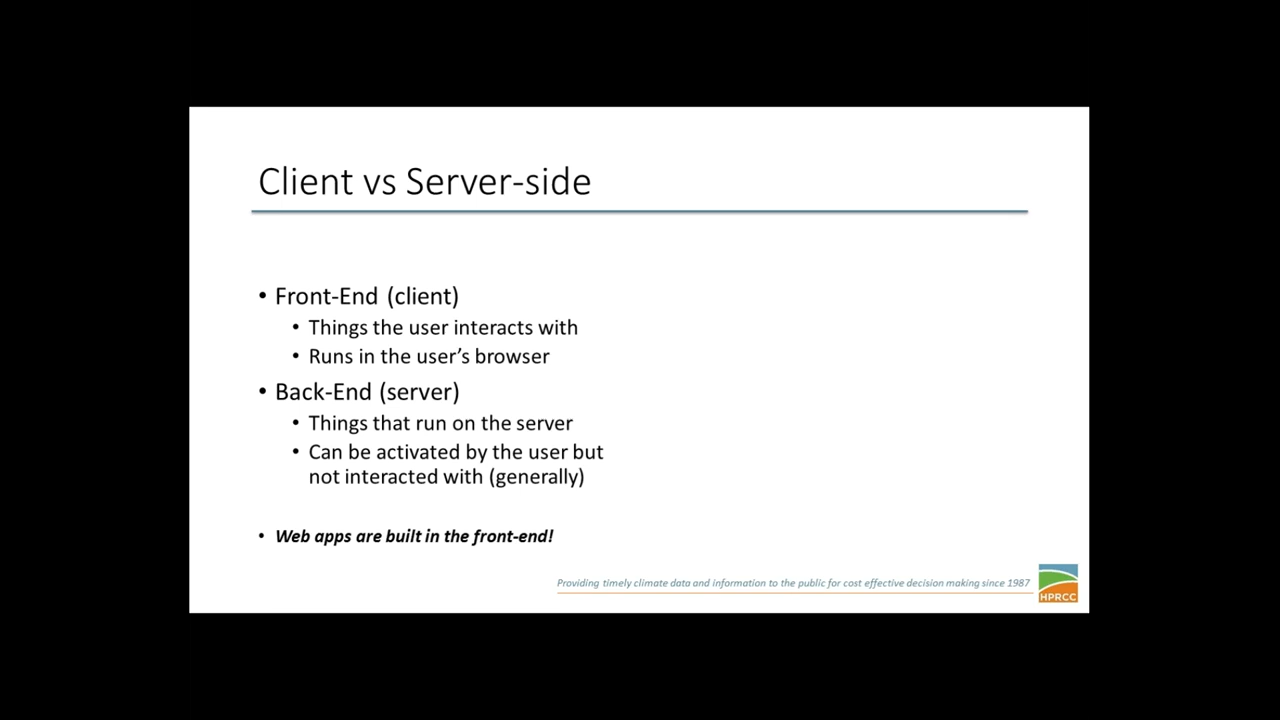 Client vs Server-side
• Front-End (client)
• Things the user interacts with
• Runs in the user’s browser
• Back-End (server)
• Things that run on the server
• Can be activated by the user but
not interacted with (generally)
• Web apps are built in the front-end!
Providing timely climate data and information to the public for cost effective decision making since 1987
HPRCC